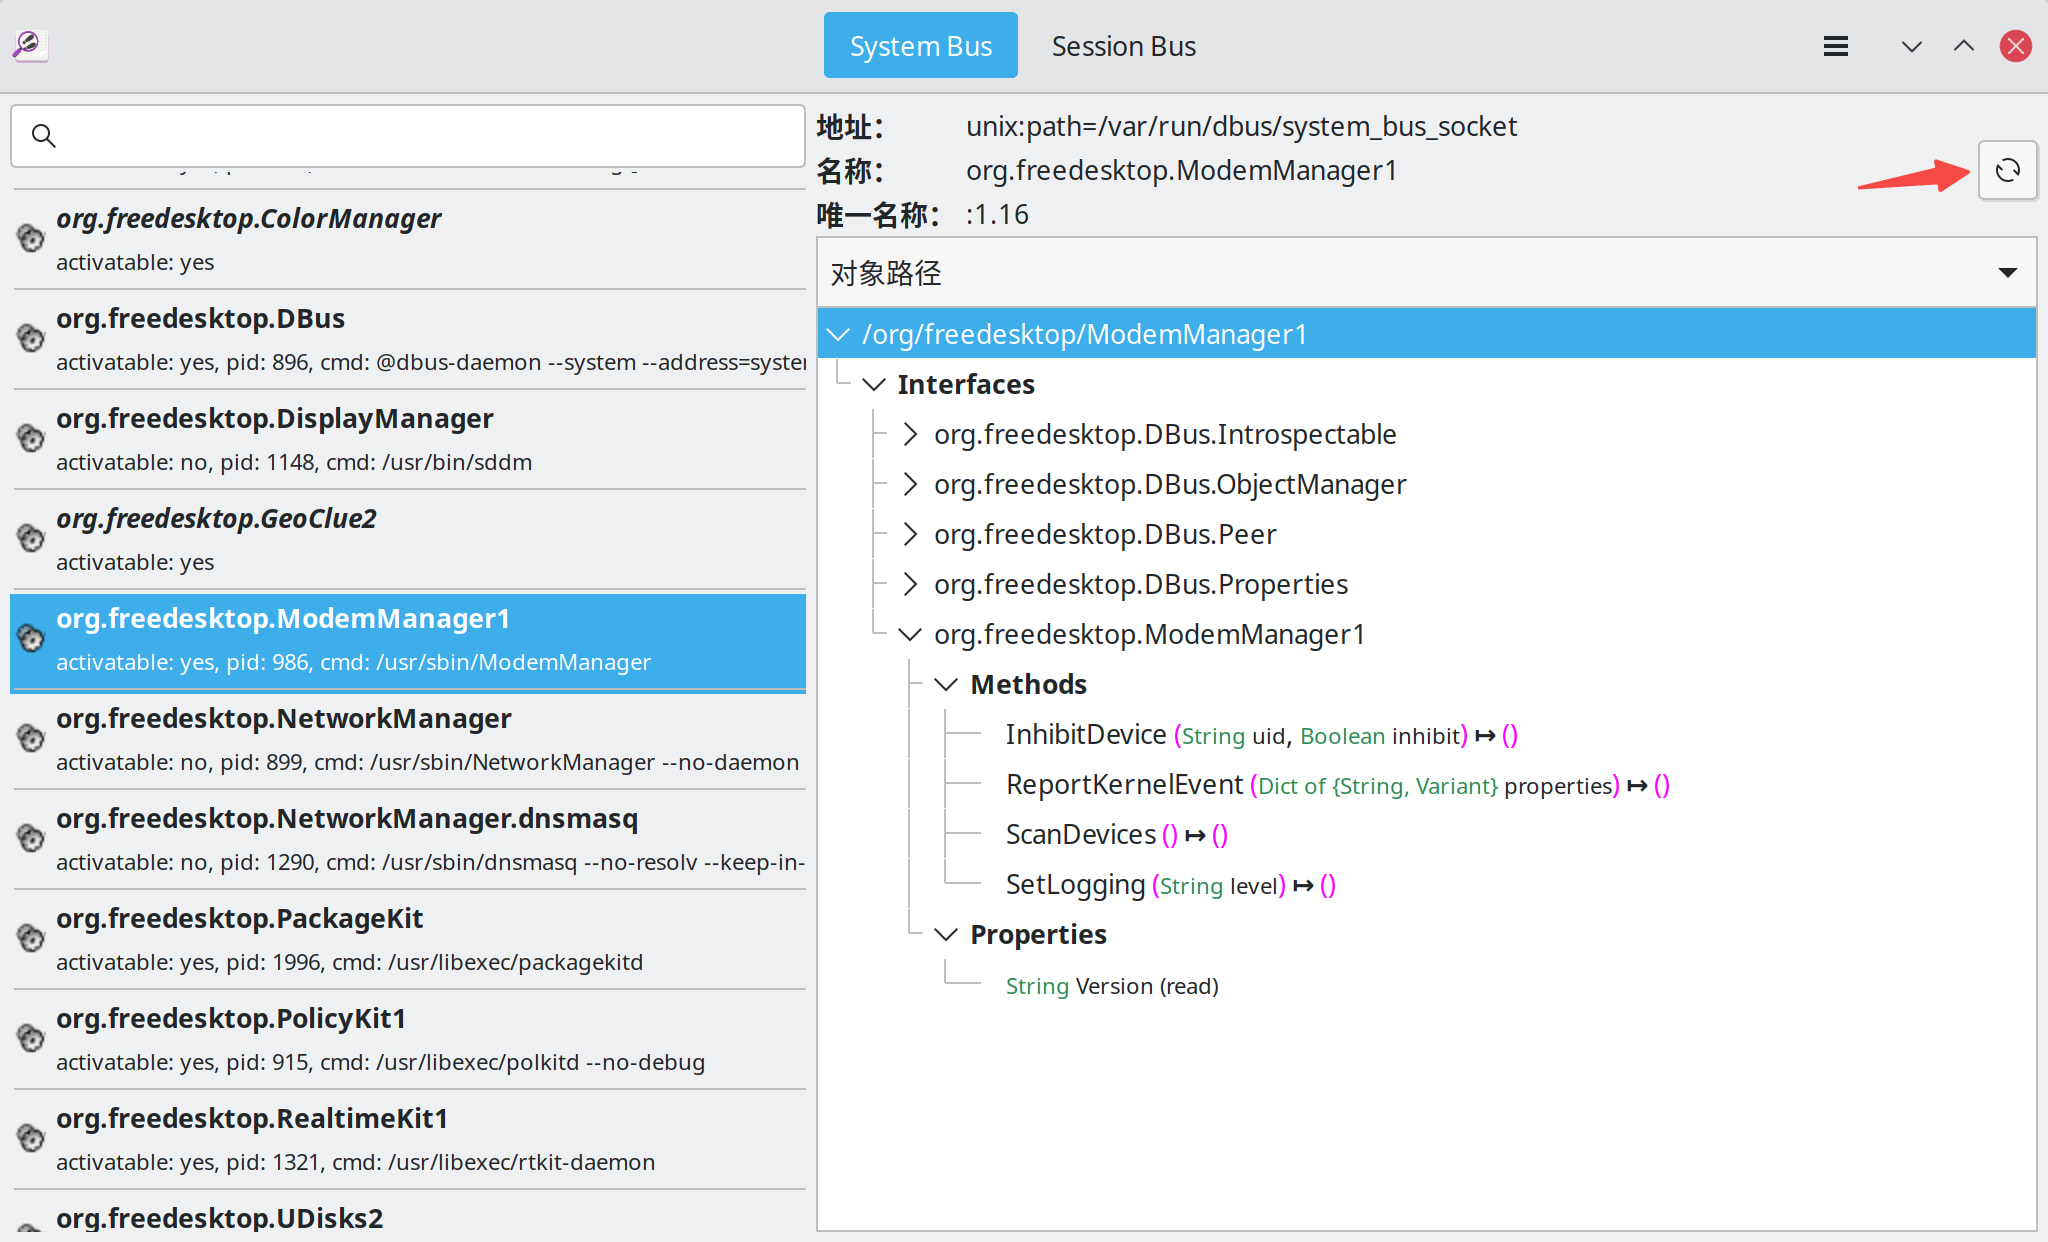 System Bus
Session Bus
org.freedesktop.ColorManager
activatable: yes
org.freedesktop.DBus
activatable: yes, pid: 896, cmd: @dbus-daemon --system --address=system
org.freedesktop.DisplayManager
activatable: no, pid: 1148, cmd: /usr/bin/sddm
org.freedesktop.GeoClue2
activatable: yes
org.freedesktop.ModemManager1
activatable: yes, pid: 986, cmd: /usr/sbin/ModemManager
org.freedesktop.NetworkManager
activatable: no, pid: 899, cmd: /usr/sbin/NetworkManager --no-daemon
org.freedesktop.NetworkManager.dnsmasq
activatable: no, pid: 1290, cmd: /usr/sbin/dnsmasq --no-resolv --keep-in-
org.freedesktop.PackageKit
activatable: yes, pid: 1996, cmd: /usr/libexec/packagekitd
org.freedesktop.PolicyKit1
activatable: yes, pid: 915, cmd: /usr/libexec/polkitd --no-debug
org.freedesktop.RealtimeKit1
activatable: yes, pid: 1321, cmd: /usr/libexec/rtkit-daemon
org.freedesktop.UDisks2
地址： unix:path=/var/run/dbus/system_bus_socket
名称： org.freedesktop.ModemManager1
唯一名称： :1.16
对象路径
/org/freedesktop/ModemManager1
Interfaces
org.freedesktop.DBus.Introspectable
org.freedesktop.DBus.ObjectManager
org.freedesktop.DBus.Peer
org.freedesktop.DBus.Properties
org.freedesktop.ModemManager1
Methods
InhibitDevice (String uid, Boolean inhibit) ↦ ()
ReportKernelEvent (Dict of {String, Variant} properties) ↦ ()
ScanDevices () ↦ ()
SetLogging (String level) ↦ ()
Properties
String Version (read)